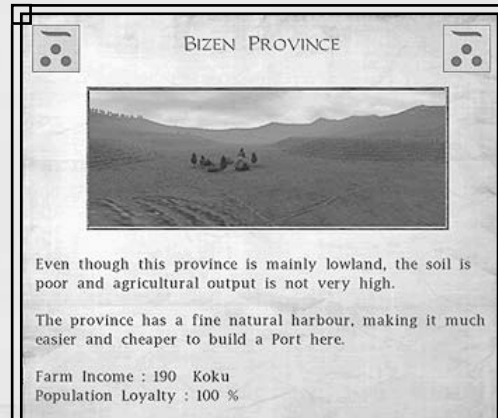 BIZEN PROVINCE
Even though this province is mainly lowland, the soil is
poor and agricultural output is not very high.
The province has a fine natural harbour, making it much
easier and cheaper to build a Port here.
Farm Income : 190 Koku
Population Loyalty : 100 %